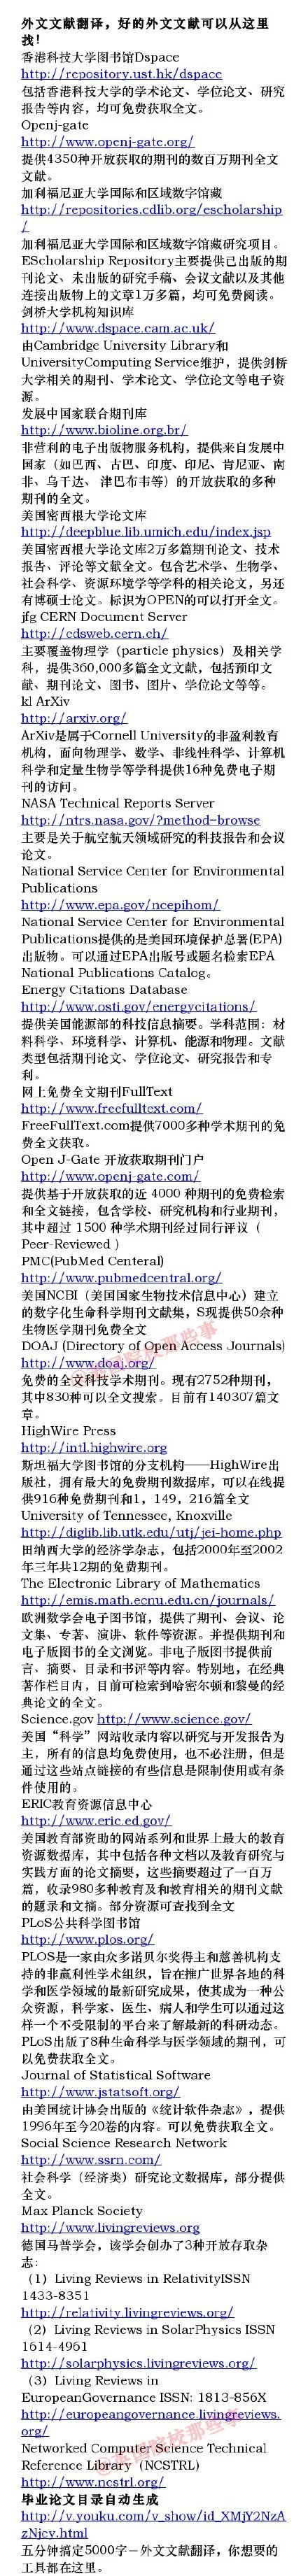 外文文献翻译，好的外文文献可以从这里
找！
香港科技大学图书馆Dspace
http://repository.ust.hk/dspace
包括香港科技大学的学术论文、学位论文、研究
报告等内容，均可免费获取全文。
Openj-gate
http://www.openj-gate.org/
提供4350种开放获取的期刊的数百万期刊全文
文献。
加利福尼亚大学国际和区域数字馆藏
http://repositories.cdlib.org/escholarship
/
加利福尼亚大学国际和区域数字馆藏研究项目。
EScholarship Repository主要提供已出版的期
刊论文、未出版的研究手稿、会议文献以及其他
连接出版物上的文章1万多篇，均可免费阅读。
剑桥大学机构知识库
http://www.dspace.cam.ac.uk/
由Cambridge University Library和
UniversityComputing Service维护，提供剑桥
大学相关的期刊、学术论文、学位论文等电子资
源。
发展中国家联合期刊库
http://www.bioline.org.br/
非营利的电子出版物服务机构，提供来自发展中
国家（如巴西、古巴、印度、印尼、肯尼亚、南
非、乌干达、津巴布韦等）的开放获取的多种
期刊的全文。
美国密西根大学论文库
http://deepblue.lib.umich.edu/index.jsp
美国密西根大学论文库2万多篇期刊论文、技术
报告、评论等文献全文。包含艺术学、生物学、
社会科学、资源环境学等学科的相关论文，另还
有博硕士论文。标识为OPEN的可以打开全文。
jfg CERN Document Server
http://cdsweb.cern.ch/
主要覆盖物理学（particle physics）及相关学
科，提供360,000多篇全文文献，包括预印文
献、期刊论文、图书、图片、学位论文等等。
kl ArXiv
http://arxiv.org/
ArXiv是属于Cornell University的非盈利教育
机构，面向物理学、数学、非线性科学、计算机
科学和定量生物学等学科提供16种免费电子期
刊的访问。
NASA Technical Reports Server
http://ntrs.nasa.gov/?method=browse
主要是关于航空航天领域研究的科技报告和会议
论文。
National Service Center for Environmental
Publications
http://www.epa.gov/ncepihom/
National Service Center for Environmental
Publications提供的是美国环境保护总署(EPA)
出版物。可以通过EPA出版号或题名检索EPA
National Publications Catalog。
Energy Citations Database
http://www.osti.gov/energycitations/
提供美国能源部的科技信息摘要。学科范围：材
料科学、环境科学、计算机、能源和物理。文献
类型包括期刊论文、学位论文、研究报告和专
利。
网上免费全文期刊FullText
http://www.freefulltext.com/
FreeFullText.com提供7000多种学术期刊的免
费全文获取。
Open J-Gate 开放获取期刊门户
http://www.openj-gate.com/
提供基于开放获取的近 4000 种期刊的免费检索
和全文链接，包含学校、研究机构和行业期刊，
其中超过 1500 种学术期刊经过同行评议（
Peer-Reviewed ）
PMC(PubMed Centeral)
http://www.pubmedcentral.org/
美国NCBI（美国国家生物技术信息中心）建立
的数字化生命科学期刊文献集，S现提供50余种
生物医学期刊免费全文
DOAJ (Directory of Open Access Journals)
http://www.doaj.org/
免费的全文科技学术期刊。现有2752种期刊，
其中830种可以全文搜索。目前有140307篇文
章。
HighWire Press
http://intl.highwire.org
斯坦福大学图书馆的分支机构——HighWire出
版社，拥有最大的免费期刊数据库，可以在线提
供916种免费期刊和1，149，216篇全文
University of Tennessee, Knoxville
http://diglib.lib.utk.edu/utj/jei-home.php
田纳西大学的经济学杂志，包括2000年至2002
年三年共12期的免费期刊。
The Electronic Library of Mathematics
http://emis.math.ecnu.edu.cn/journals/
欧洲数学会电子图书馆，提供了期刊、会议、论
文集、专著、演讲、软件等资源。并提供期刊和
电子版图书的全文浏览。非电子版图书提供前
言、摘要、目录和书评等内容。特别地，在经典
著作栏目内，目前可检索到哈密尔顿和黎曼的经
典论文的全文。
Science.gov http://www.science.gov/
美国“科学”网站收录内容以研究与开发报告为
主，所有的信息均免费使用，也不必注册，但是
通过这些站点链接的有些信息是限制使用或有条
件使用的。
ERIC教育资源信息中心
http://www.eric.ed.gov/
美国教育部资助的网站系列和世界上最大的教育
资源数据库，其中包括各种文档以及教育研究与
实践方面的论文摘要，这些摘要超过了一百万
篇，收录980多种教育及和教育相关的期刊文献
的题录和文摘。部分资源可查找到全文
PLoS公共科学图书馆
http://www.plos.org/
PLOS是一家由众多诺贝尔奖得主和慈善机构支
持的非赢利性学术组织，旨在推广世界各地的科
学和医学领域的最新研究成果，使其成为一种公
众资源，科学家、医生、病人和学生可以通过这
样一个不受限制的平台来了解最新的科研动态。
PLoS出版了8种生命科学与医学领域的期刊，可
以免费获取全文。
Journal of Statistical Software
http://www.jstatsoft.org/
由美国统计协会出版的《统计软件杂志》，提供
1996年至今20卷的内容。可以免费获取全文。
Social Science Research Network
http://www.ssrn.com/
社会科学（经济类）研究论文数据库，部分提供
全文。
Max Planck Society
http://www.livingreviews.org
德国马普学会，该学会创办了3种开放存取杂
志：
（1）Living Reviews in RelativityISSN
1433-8351
http://relativity.livingreviews.org/
（2）Living Reviews in SolarPhysics ISSN
1614-4961
http://solarphysics.livingreviews.org/
（3）Living Reviews in
EuropeanGovernance ISSN: 1813-856X
http://europeangovernance.livingreviews.
org/
Networked Computer Science Technical
Reference Library（NCSTRL）
http://www.ncstrl.org/
毕业论文目录自动生成
http://v.youku.com/v_show/id_XMjY2NzA
zNjcy.html
五分钟搞定5000字－外文文献翻译，你想要的
工具都在这里。